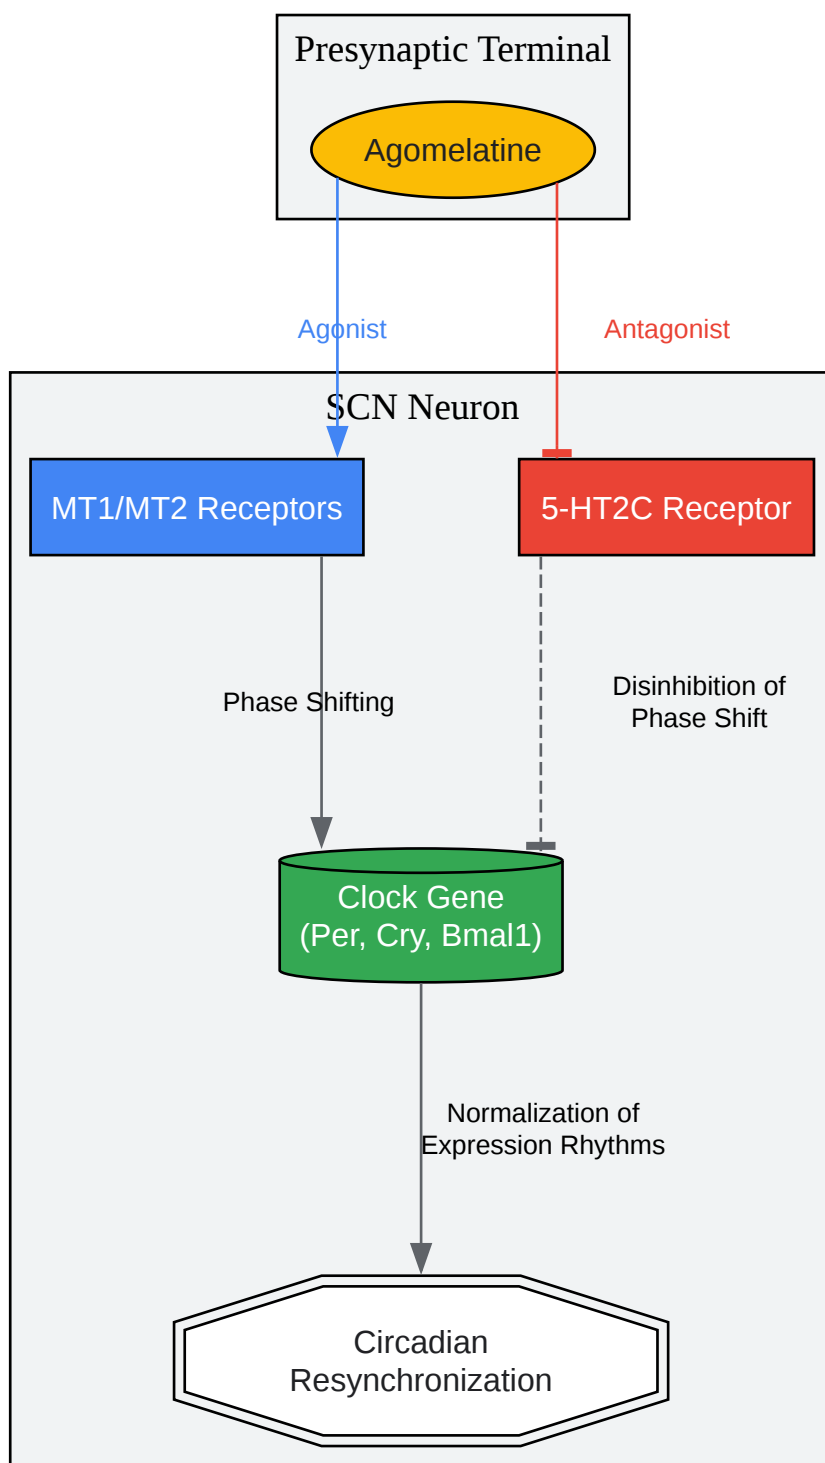 Presynaptic Terminal
Agomelatine
Agonist
Antagonist
SCN Neuron
MT1/MT2 Receptors
5-HT2C Receptor
Phase Shifting
Disinhibition of
Phase Shift
Clock Gene
(Per, Cry, Bmal1)
Normalization of
Expression Rhythms
Circadian
Resynchronization